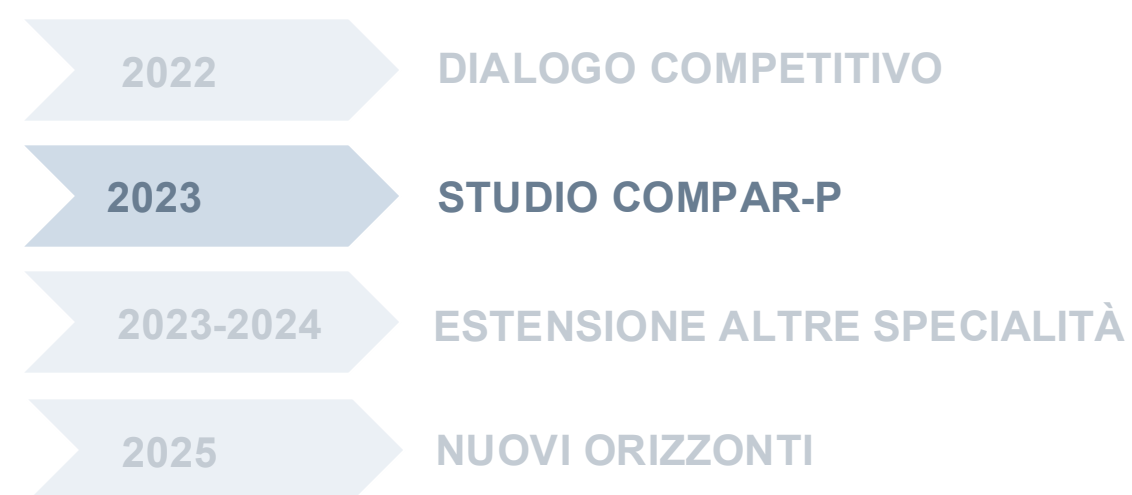 2022 DIALOGO COMPETITIVO
2023 STUDIO COMPAR-P
2023-2024 ESTENSIONE ALTRE SPECIALITÀ
2025 NUOVI ORIZZONTI